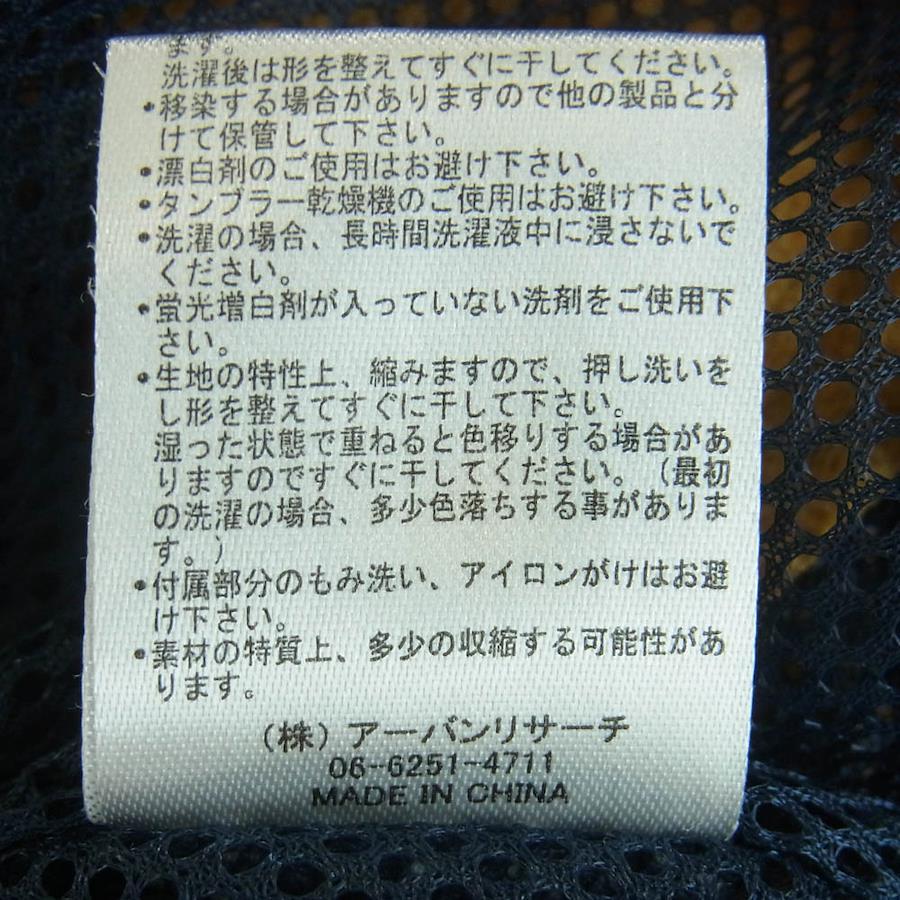 ます。
洗濯後は形を整えてすぐに干してください。
・移染する場合がありますので他の製品と分
けて保管して下さい。
・漂白剤のご使用はお避け下さい。
・タンブラー乾燥機のご使用はお避け下さい。
・洗濯の場合、長時間洗濯液中に浸さないで
ください。
・蛍光増白剤が入っていない洗剤をご使用下
さい。
・生地の特性上、縮みますので、押し洗いを
し形を整えてすぐに干して下さい。
湿った状態で重ねると色移りする場合があ
りますのですぐに干してください。（最初
の洗濯の場合、多少色落ちする事がありま
す。）
・付属部分のもみ洗い、アイロンがけはお避
け下さい。
・素材の特質上、多少の収縮する可能性があ
ります。
（株）アーバンリサーチ
06-6251-4711
MADE IN CHINA